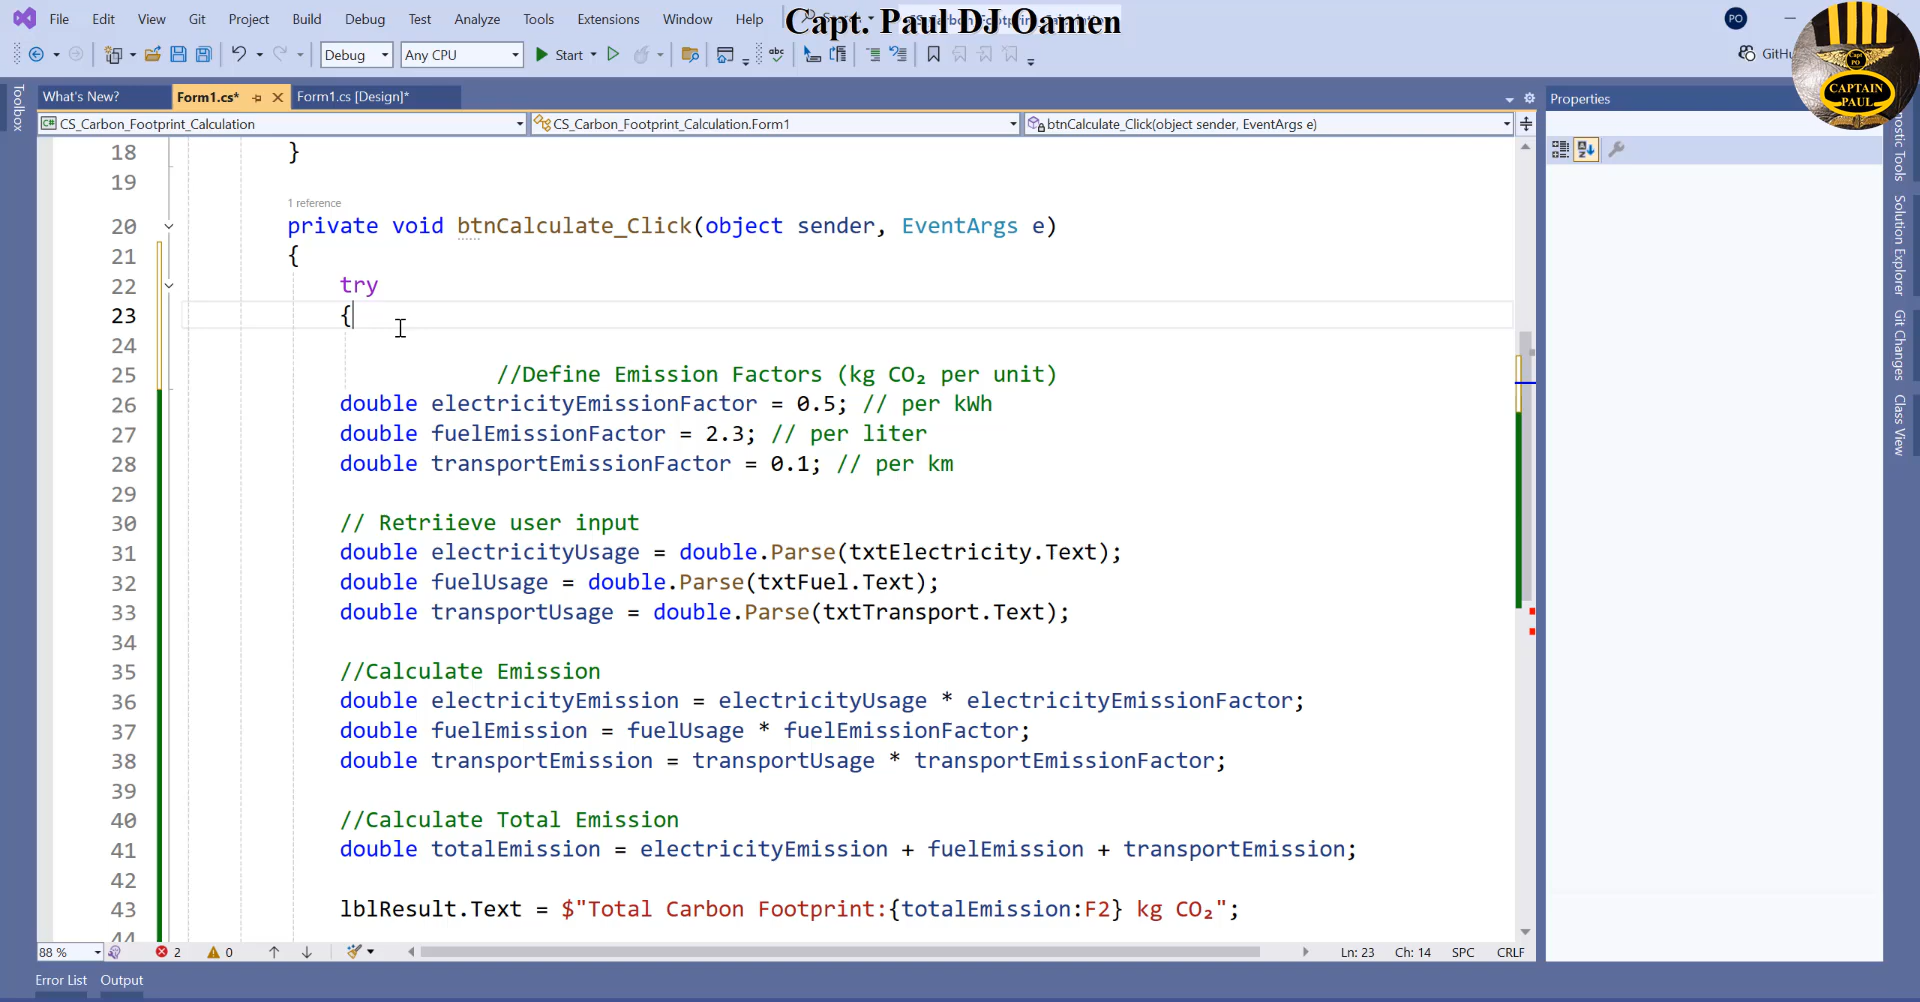 File Edit View Git Project Build Debug Test Analyze Tools Extensions Window Help
Capt. Paul DJ Oamen
PO
Debug Any CPU Start
GitHu
CAPTAIN
PAUL
What's New? Form1.cs* Form1.cs [Design]*
Properties
CS_Carbon_Footprint_Calculation CS_Carbon_Footprint_Calculation.Form1 btnCalculate_Click(object sender, EventArgs e)
Toolbox
nostic Tools
Solution Explorer
Git Changes
Class View
18 }
19
1 reference
20 private void btnCalculate_Click(object sender, EventArgs e)
21 {
22 try
23 {
24
25 //Define Emission Factors (kg CO₂ per unit)
26 double electricityEmissionFactor = 0.5; // per kWh
27 double fuelEmissionFactor = 2.3; // per liter
28 double transportEmissionFactor = 0.1; // per km
29
30 // Retriieve user input
31 double electricityUsage = double.Parse(txtElectricity.Text);
32 double fuelUsage = double.Parse(txtFuel.Text);
33 double transportUsage = double.Parse(txtTransport.Text);
34
35 //Calculate Emission
36 double electricityEmission = electricityUsage * electricityEmissionFactor;
37 double fuelEmission = fuelUsage * fuelEmissionFactor;
38 double transportEmission = transportUsage * transportEmissionFactor;
39
40 //Calculate Total Emission
41 double totalEmission = electricityEmission + fuelEmission + transportEmission;
42
43 lblResult.Text = $"Total Carbon Footprint:{totalEmission:F2} kg CO₂";
44
88 % 2 0 Ln: 23 Ch: 14 SPC CRLF
Error List Output